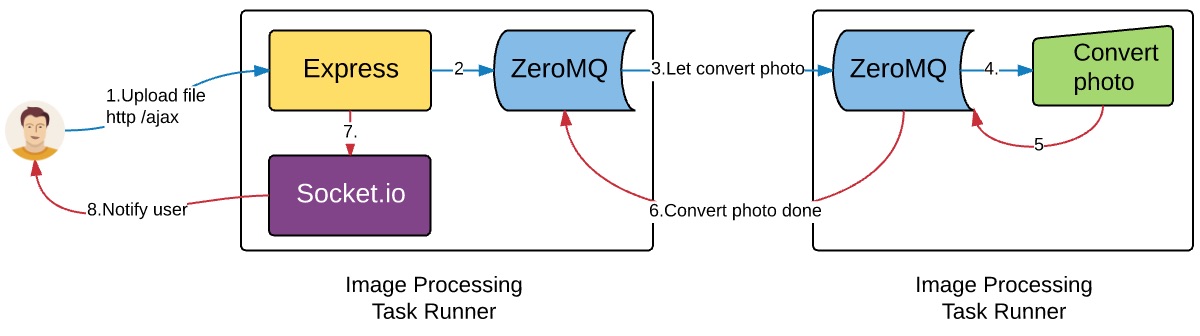 Express
2
ZeroMQ
3.Let convert photo
ZeroMQ
4.
Convert
photo
1.Upload file
http /ajax
7.
5
Socket.io
8.Notify user
6.Convert photo done
Image Processing
Task Runner
Image Processing
Task Runner